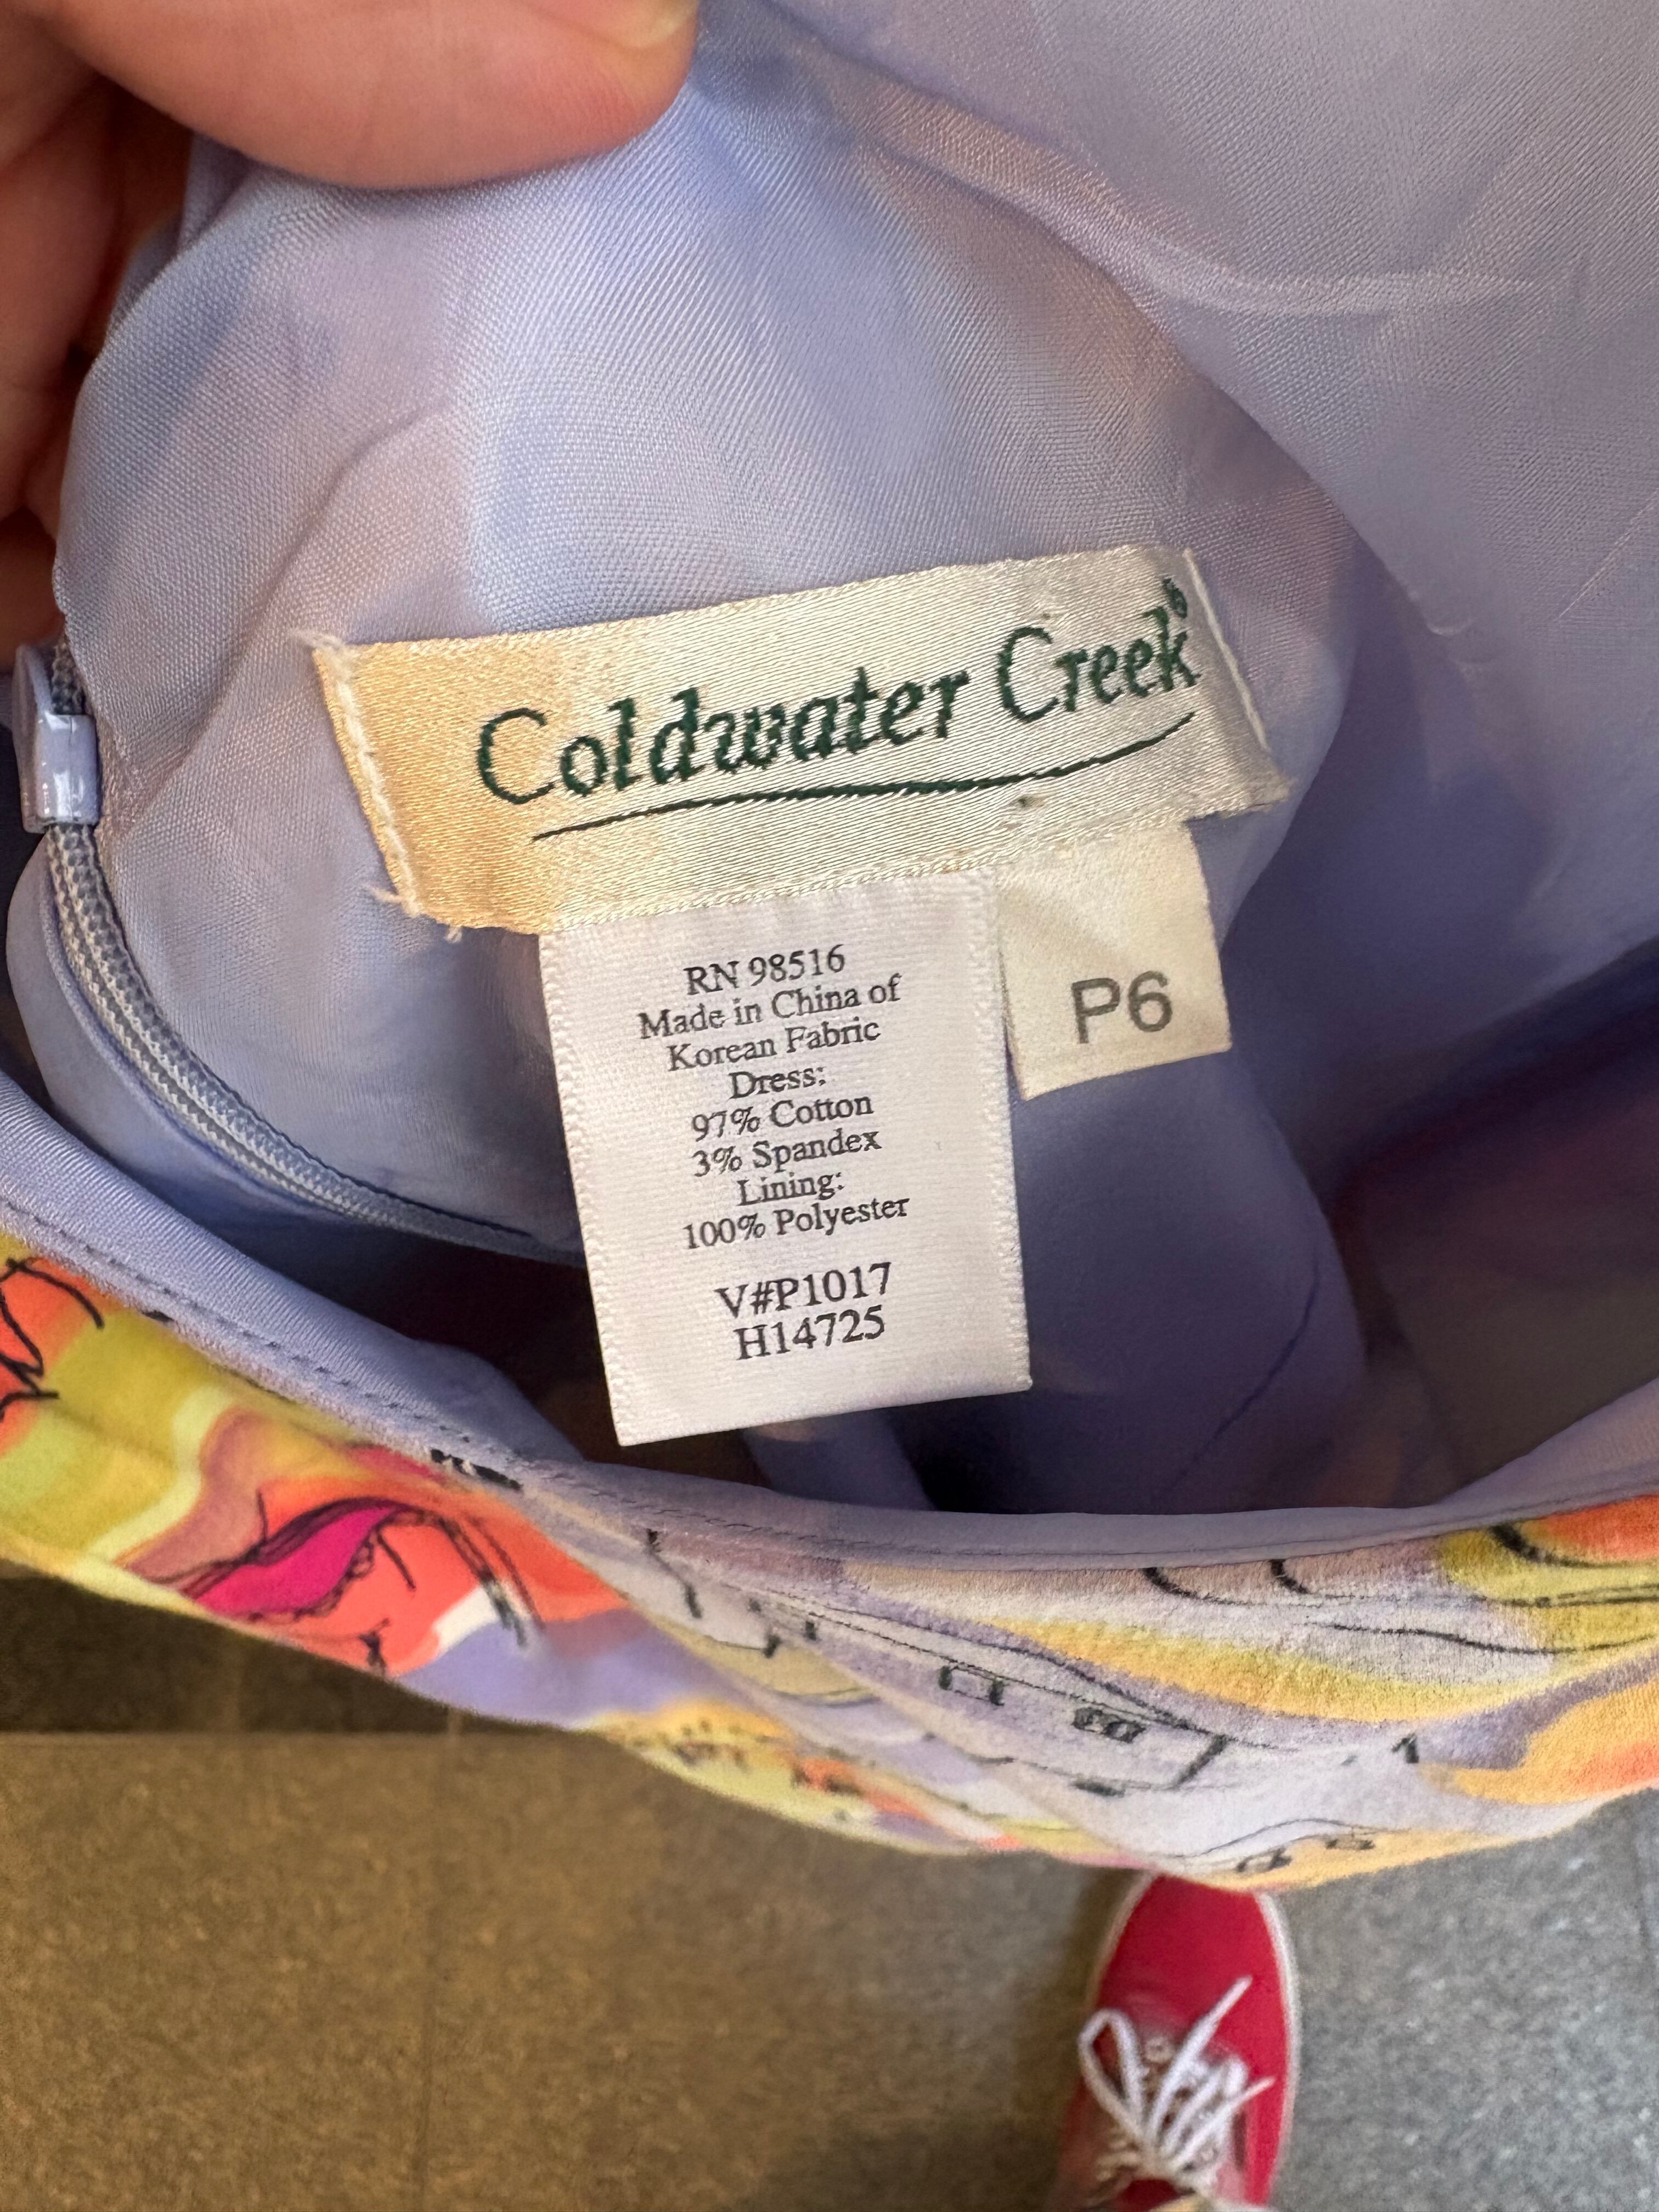 Coldwater Creek®
RN 98516
Made in China of
Korean Fabric
Dress:
97% Cotton
3% Spandex
Lining:
100% Polyester
V#P1017
H14725
P6